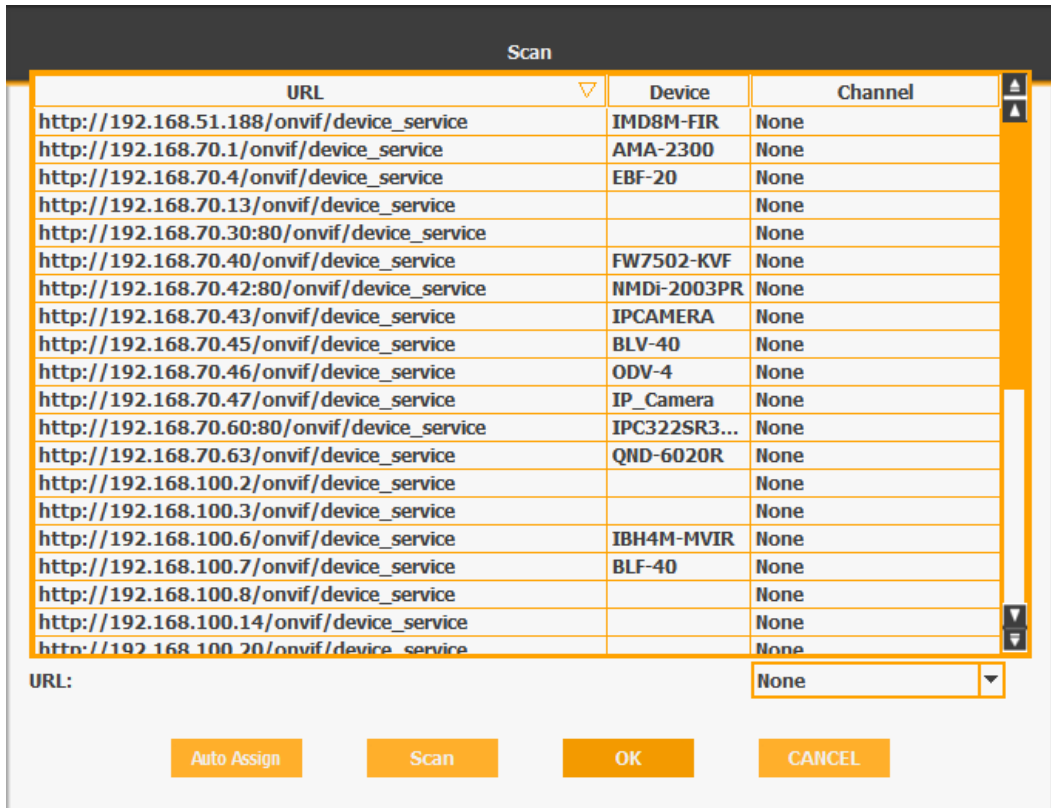 Scan
URL Device Channel
http://192.168.51.188/onvif/device_service IMD8M-FIR None
http://192.168.70.1/onvif/device_service AMA-2300 None
http://192.168.70.4/onvif/device_service EBF-20 None
http://192.168.70.13/onvif/device_service None
http://192.168.70.30:80/onvif/device_service None
http://192.168.70.40/onvif/device_service FW7502-KVF None
http://192.168.70.42:80/onvif/device_service NMDi-2003PR None
http://192.168.70.43/onvif/device_service IPCAMERA None
http://192.168.70.45/onvif/device_service BLV-40 None
http://192.168.70.46/onvif/device_service ODV-4 None
http://192.168.70.47/onvif/device_service IP_Camera None
http://192.168.70.60:80/onvif/device_service IPC322SR3... None
http://192.168.70.63/onvif/device_service QND-6020R None
http://192.168.100.2/onvif/device_service None
http://192.168.100.3/onvif/device_service None
http://192.168.100.6/onvif/device_service IBH4M-MVIR None
http://192.168.100.7/onvif/device_service BLF-40 None
http://192.168.100.8/onvif/device_service None
http://192.168.100.14/onvif/device_service None
http://192.168.100.20/onvif/device_service None
URL: None
Auto Assign Scan OK CANCEL